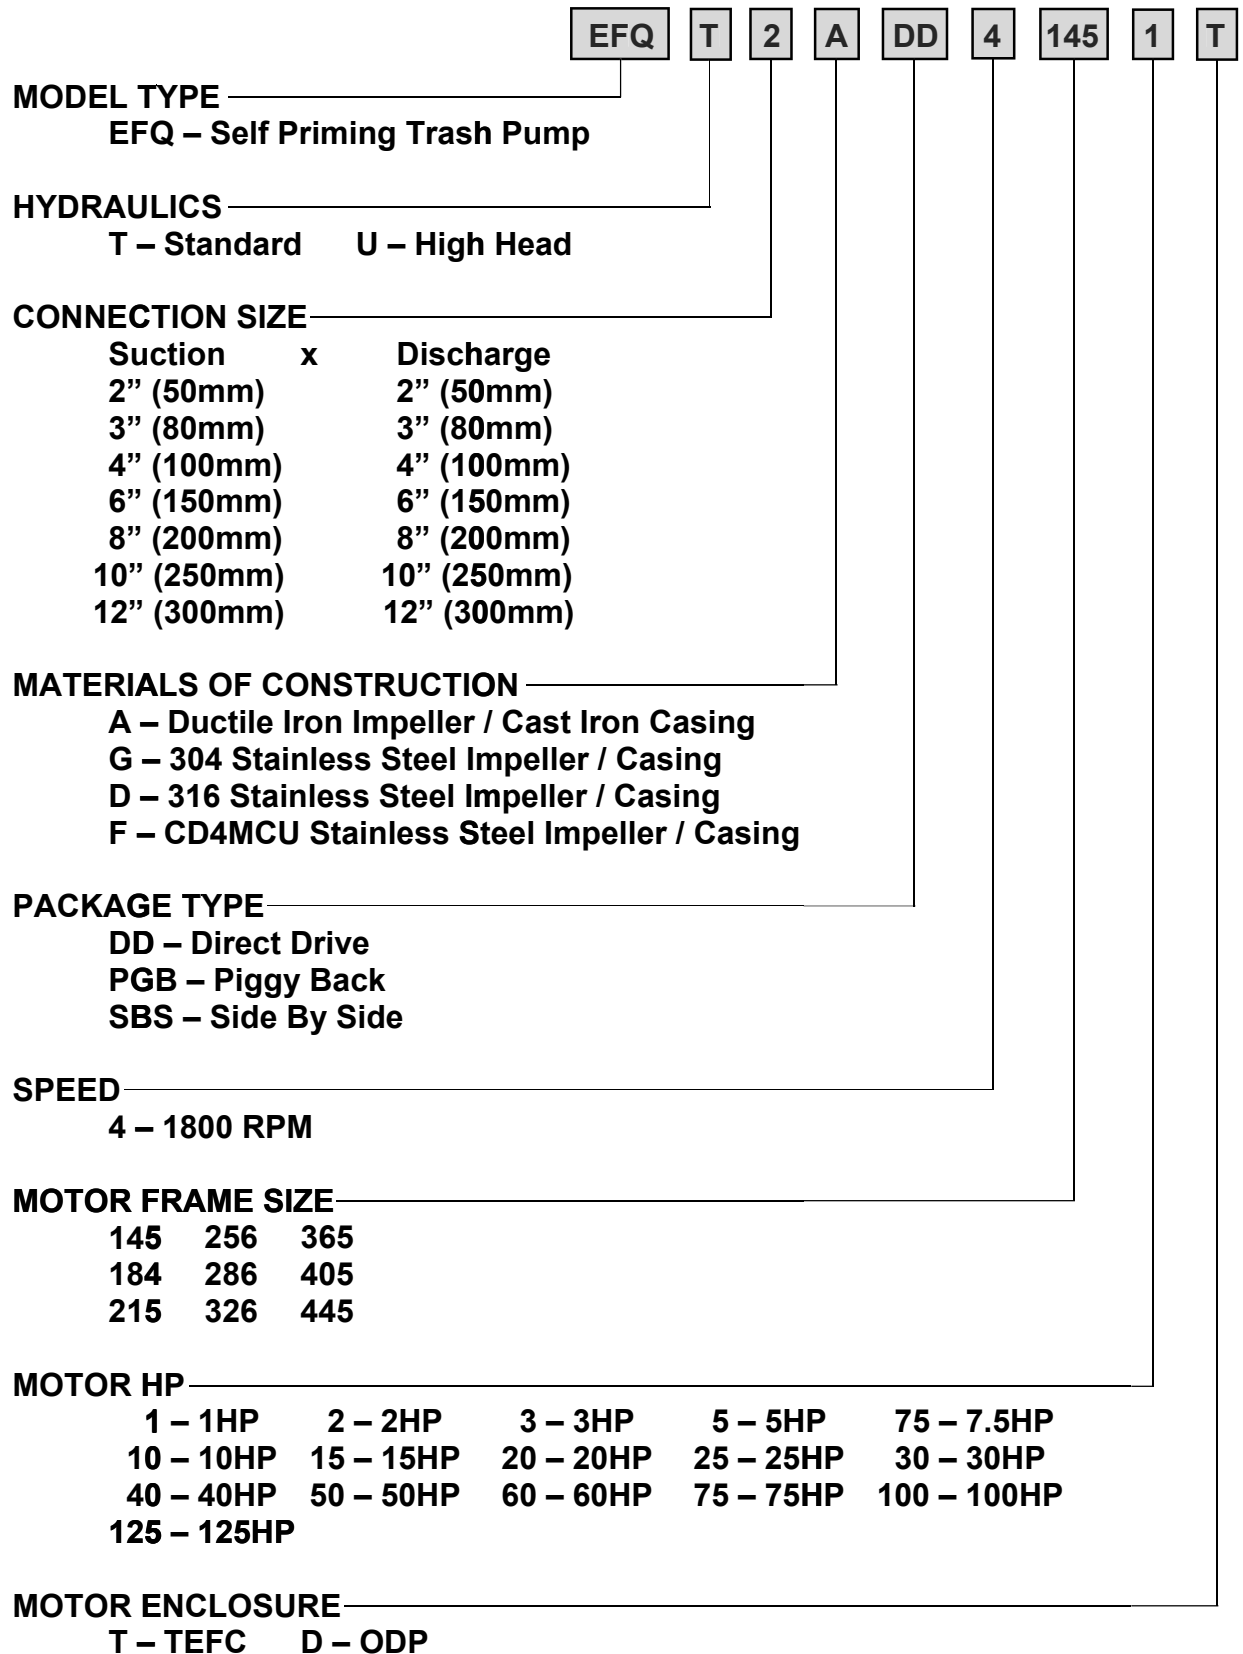 EFQ T 2 A DD 4 145 1 T
MODEL TYPE
EFQ – Self Priming Trash Pump
HYDRAULICS
T – Standard U – High Head
CONNECTION SIZE
Suction x Discharge
2” (50mm) 2” (50mm)
3” (80mm) 3” (80mm)
4” (100mm) 4” (100mm)
6” (150mm) 6” (150mm)
8” (200mm) 8” (200mm)
10” (250mm) 10” (250mm)
12” (300mm) 12” (300mm)
MATERIALS OF CONSTRUCTION
A – Ductile Iron Impeller / Cast Iron Casing
G – 304 Stainless Steel Impeller / Casing
D – 316 Stainless Steel Impeller / Casing
F – CD4MCU Stainless Steel Impeller / Casing
PACKAGE TYPE
DD – Direct Drive
PGB – Piggy Back
SBS – Side By Side
SPEED
4 – 1800 RPM
MOTOR FRAME SIZE
145 256 365
184 286 405
215 326 445
MOTOR HP
1 – 1HP 2 – 2HP 3 – 3HP 5 – 5HP 75 – 7.5HP
10 – 10HP 15 – 15HP 20 – 20HP 25 – 25HP 30 – 30HP
40 – 40HP 50 – 50HP 60 – 60HP 75 – 75HP 100 – 100HP
125 – 125HP
MOTOR ENCLOSURE
T – TEFC D – ODP